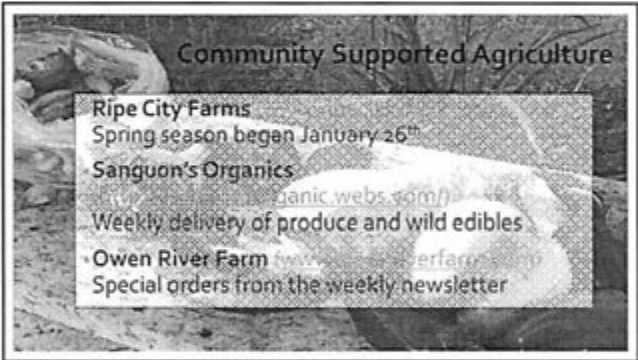 Community Supported Agriculture
Ripe City Farms
Spring season began January 26th
Sanguon's Organics
Weekly delivery of produce and wild edibles
Owen River Farm
Special orders from the weekly newsletter